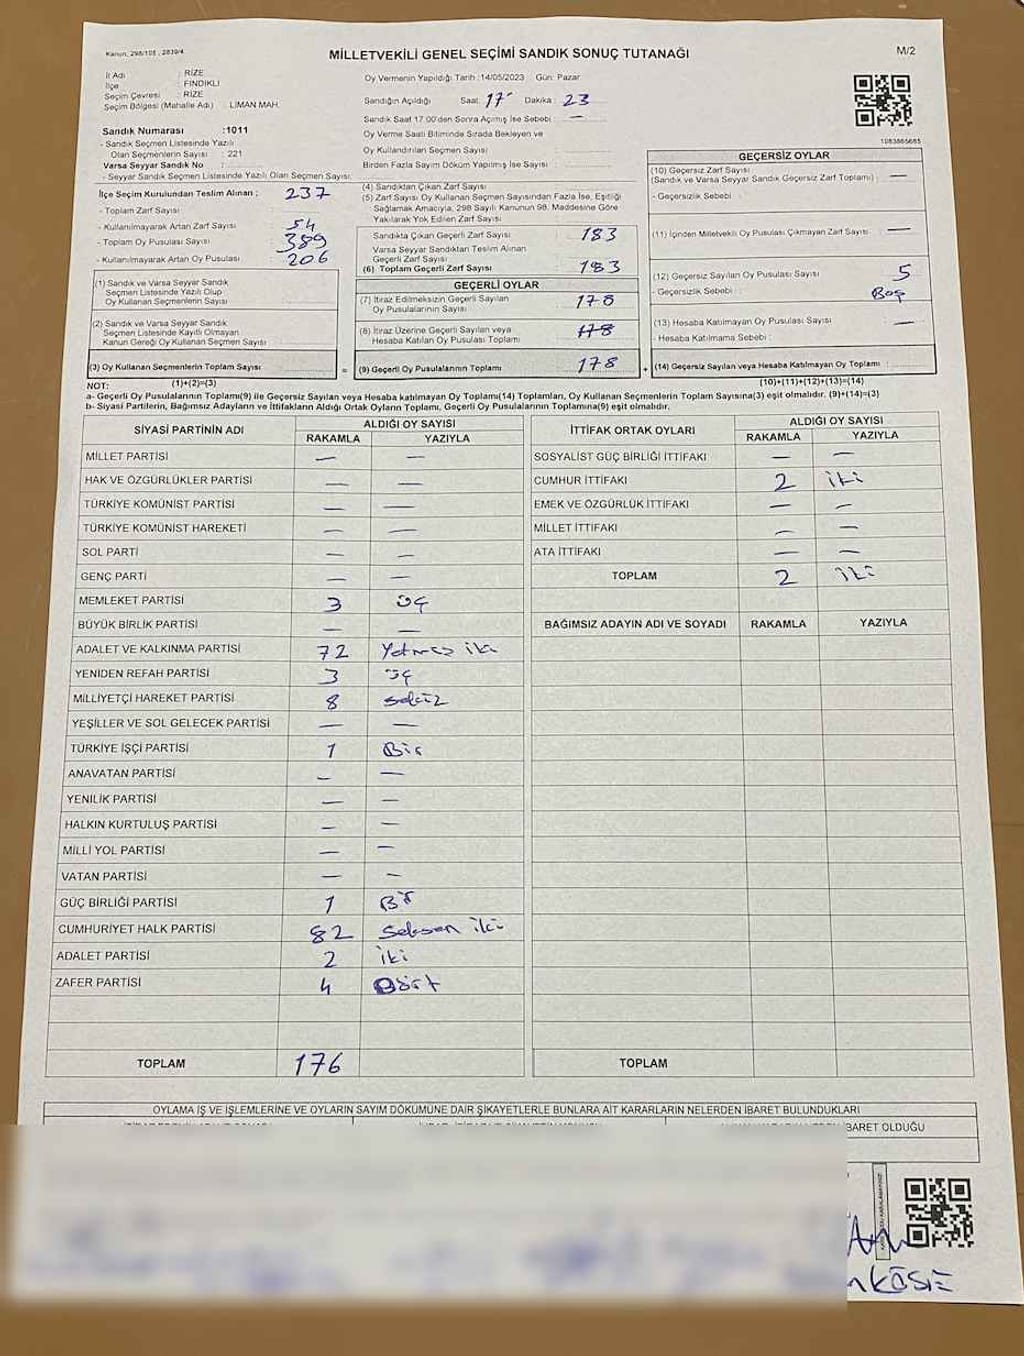 Kanun, 298/105, 2839/4
MİLLETVEKİLİ GENEL SEÇİMİ SANDIK SONUÇ TUTANAĞI
M/2
İl Adı : RİZE
İlçe : FINDIKLI
Seçim Çevresi : RİZE
Seçim Bölgesi (Mahalle Adı) : LİMAN MAH.
Sandık Numarası :1011
- Sandık Seçmen Listesinde Yazılı
Olan Seçmenlerin Sayısı : 221
Varsa Seyyar Sandık No :
- Seyyar Sandık Seçmen Listesinde Yazılı Olan Seçmen Sayısı:
Oy Vermenin Yapıldığı Tarih :14/05/2023 Gün: Pazar
Sandığın Açıldığı Saat: 17 Dakika : 23
Sandık Saat 17.00'den Sonra Açılmış İse Sebebi : —
Oy Verme Saati Bitiminde Sırada Bekleyen ve
Oy Kullandırılan Seçmen Sayısı :
Birden Fazla Sayım Döküm Yapılmış İse Sayısı :
1083865685
İlçe Seçim Kurulundan Teslim Alınan : 237
- Toplam Zarf Sayısı
- Kullanılmayarak Artan Zarf Sayısı : 54
- Toplam Oy Pusulası Sayısı : 389
- Kullanılmayarak Artan Oy Pusulası : 206
(1) Sandık ve Varsa Seyyar Sandık
Seçmen Listesinde Yazılı Olup
Oy Kullanan Seçmenlerin Sayısı :
(2) Sandık ve Varsa Seyyar Sandık
Seçmen Listesinde Kayıtlı Olmayan
Kanun Gereği Oy Kullanan Seçmen Sayısı :
(3) Oy Kullanan Seçmenlerin Toplam Sayısı :
(4) Sandıktan Çıkan Zarf Sayısı :
(5) Zarf Sayısı Oy Kullanan Seçmen Sayısından Fazla İse, Eşitliği
Sağlamak Amacıyla, 298 Sayılı Kanunun 98. Maddesine Göre
Yakılarak Yok Edilen Zarf Sayısı :
Sandıkta Çıkan Geçerli Zarf Sayısı : 183
Varsa Seyyar Sandıktan Teslim Alınan
Geçerli Zarf Sayısı :
(6) Toplam Geçerli Zarf Sayısı : 183
GEÇERLİ OYLAR
(7) İtiraz Edilmeksizin Geçerli Sayılan
Oy Pusulalarının Sayısı : 178
(8) İtiraz Üzerine Geçerli Sayılan veya
Hesaba Katılan Oy Pusulası Toplamı : 178
= (9) Geçerli Oy Pusulalarının Toplamı : 178
GEÇERSİZ OYLAR
(10) Geçersiz Zarf Sayısı
(Sandık ve Varsa Seyyar Sandık Geçersiz Zarf Toplamı) : —
- Geçersizlik Sebebi :
(11) İçinden Milletvekili Oy Pusulası Çıkmayan Zarf Sayısı : —
(12) Geçersiz Sayılan Oy Pusulası Sayısı : 5
- Geçersizlik Sebebi : Boş
(13) Hesaba Katılmayan Oy Pusulası Sayısı : —
- Hesaba Katılmama Sebebi :
+ (14) Geçersiz Sayılan veya Hesaba Katılmayan Oy Toplamı :
NOT: (1)+(2)=(3) (10)+(11)+(12)+(13)=(14)
a- Geçerli Oy Pusulalarının Toplamı(9) ile Geçersiz Sayılan veya Hesaba katılmayan Oy Toplamı(14) Toplamları, Oy Kullanan Seçmenlerin Toplam Sayısına(3) eşit olmalıdır. (9)+(14)=(3)
b- Siyasi Partilerin, Bağımsız Adayların ve İttifakların Aldığı Ortak Oyların Toplamı, Geçerli Oy Pusulalarının Toplamına(9) eşit olmalıdır.
SİYASİ PARTİNİN ADI ALDIĞI OY SAYISI
RAKAMLA YAZIYLA
MİLLET PARTİSİ — —
HAK VE ÖZGÜRLÜKLER PARTİSİ — —
TÜRKİYE KOMÜNİST PARTİSİ — —
TÜRKİYE KOMÜNİST HAREKETİ — —
SOL PARTİ — —
GENÇ PARTİ — —
MEMLEKET PARTİSİ 3 üç
BÜYÜK BİRLİK PARTİSİ — —
ADALET VE KALKINMA PARTİSİ 72 Yetmiş iki
YENİDEN REFAH PARTİSİ 3 üç
MİLLİYETÇİ HAREKET PARTİSİ 8 sekiz
YEŞİLLER VE SOL GELECEK PARTİSİ — —
TÜRKİYE İŞÇİ PARTİSİ 1 Bir
ANAVATAN PARTİSİ — —
YENİLİK PARTİSİ — —
HALKIN KURTULUŞ PARTİSİ — —
MİLLİ YOL PARTİSİ — —
VATAN PARTİSİ — —
GÜÇ BİRLİĞİ PARTİSİ 1 Bir
CUMHURİYET HALK PARTİSİ 82 Seksen iki
ADALET PARTİSİ 2 iki
ZAFER PARTİSİ 4 Dört
TOPLAM 176
İTTİFAK ORTAK OYLARI ALDIĞI OY SAYISI
RAKAMLA YAZIYLA
SOSYALİST GÜÇ BİRLİĞİ İTTİFAKI — —
CUMHUR İTTİFAKI 2 iki
EMEK VE ÖZGÜRLÜK İTTİFAKI — —
MİLLET İTTİFAKI — —
ATA İTTİFAKI — —
TOPLAM 2 iki
BAĞIMSIZ ADAYIN ADI VE SOYADI RAKAMLA YAZIYLA
TOPLAM
OYLAMA İŞ VE İŞLEMLERİNE VE OYLARIN SAYIM DÖKÜMÜNE DAİR ŞİKAYETLERLE BUNLARA AİT KARARLARIN NELERDEN İBARET BULUNDUKLARI
BARET OLDUĞU
KÖSE